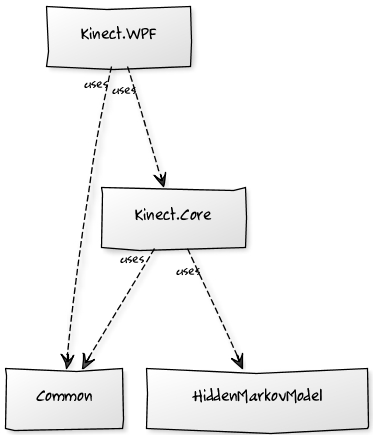 Kinect.WPF
uses uses
Kinect.Core
uses
uses
Common
HiddenMarkovModel